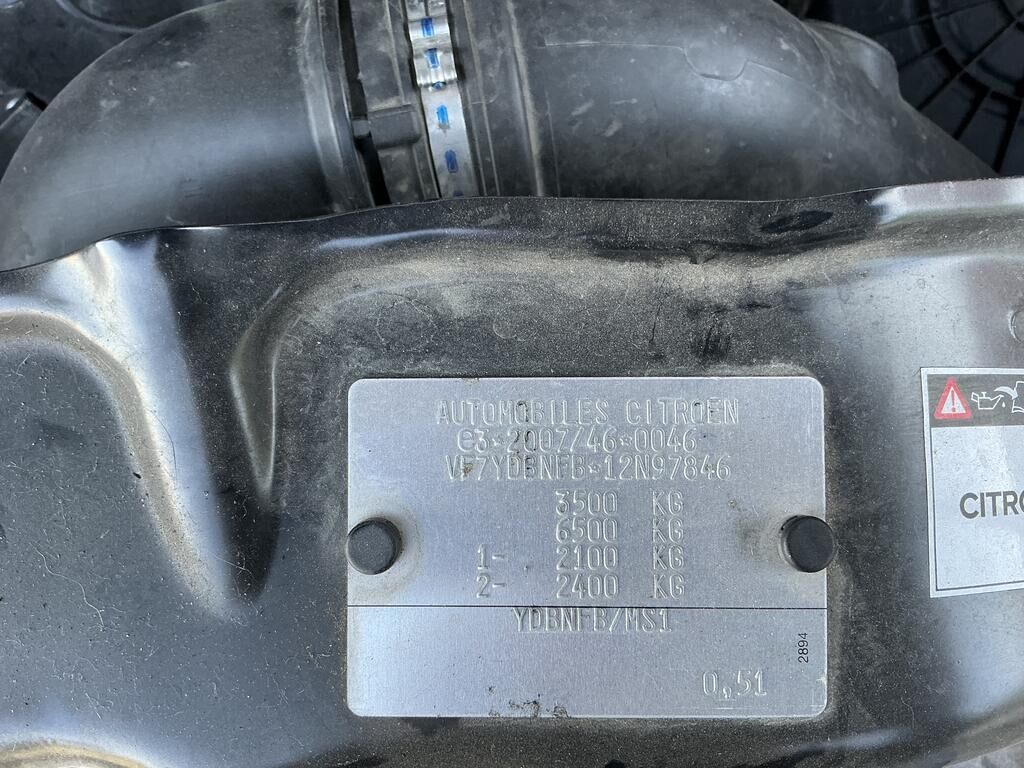 AUTOMOBILES CITROEN
e3*2007/46*0046
VF7YDBNFB*12N97846
3500 KG
6500 KG
1- 2100 KG
2- 2400 KG
YDBNFB/MS1
2894
0,51
CITRO